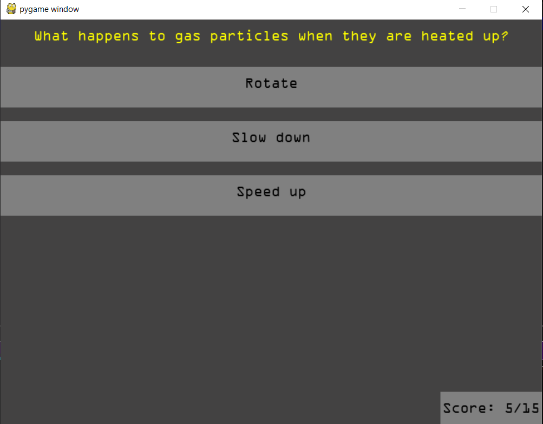 pygame window
What happens to gas particles when they are heated up?
Rotate
Slow down
Speed up
Score: 5/15